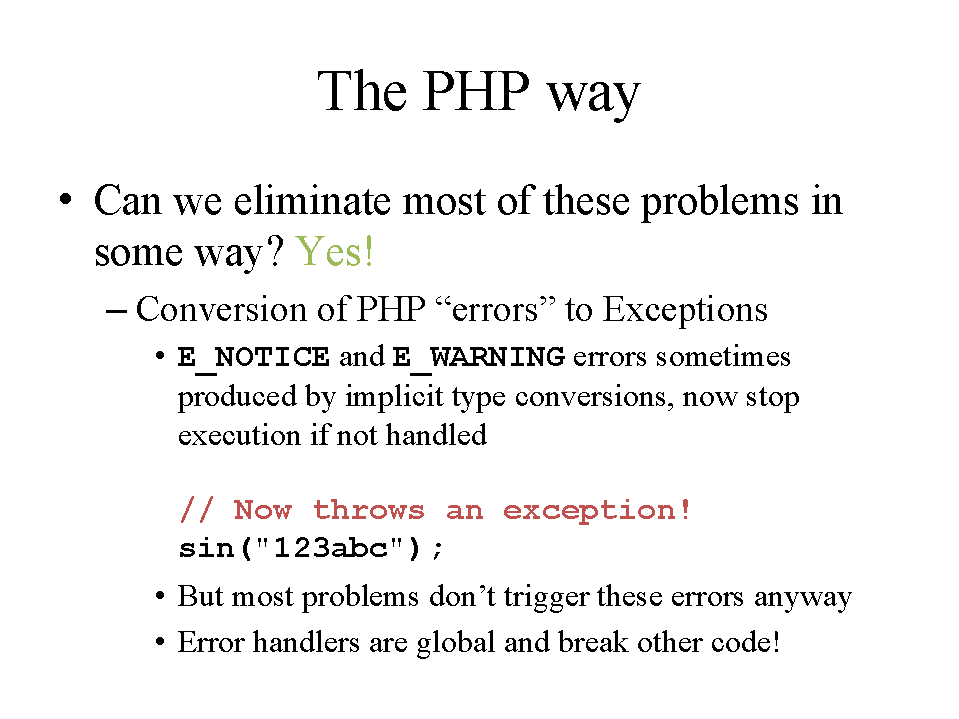 The PHP way
• Can we eliminate most of these problems in
some way? Yes!
– Conversion of PHP “errors” to Exceptions
• E_NOTICE and E_WARNING errors sometimes
produced by implicit type conversions, now stop
execution if not handled
// Now throws an exception!
sin("123abc");
• But most problems don’t trigger these errors anyway
• Error handlers are global and break other code!